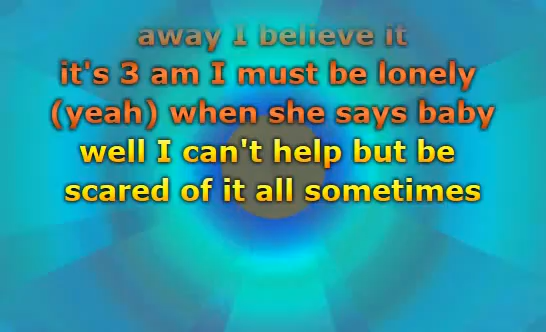 away I believe it
it's 3 am I must be lonely
(yeah) when she says baby
well I can't help but be
scared of it all sometimes